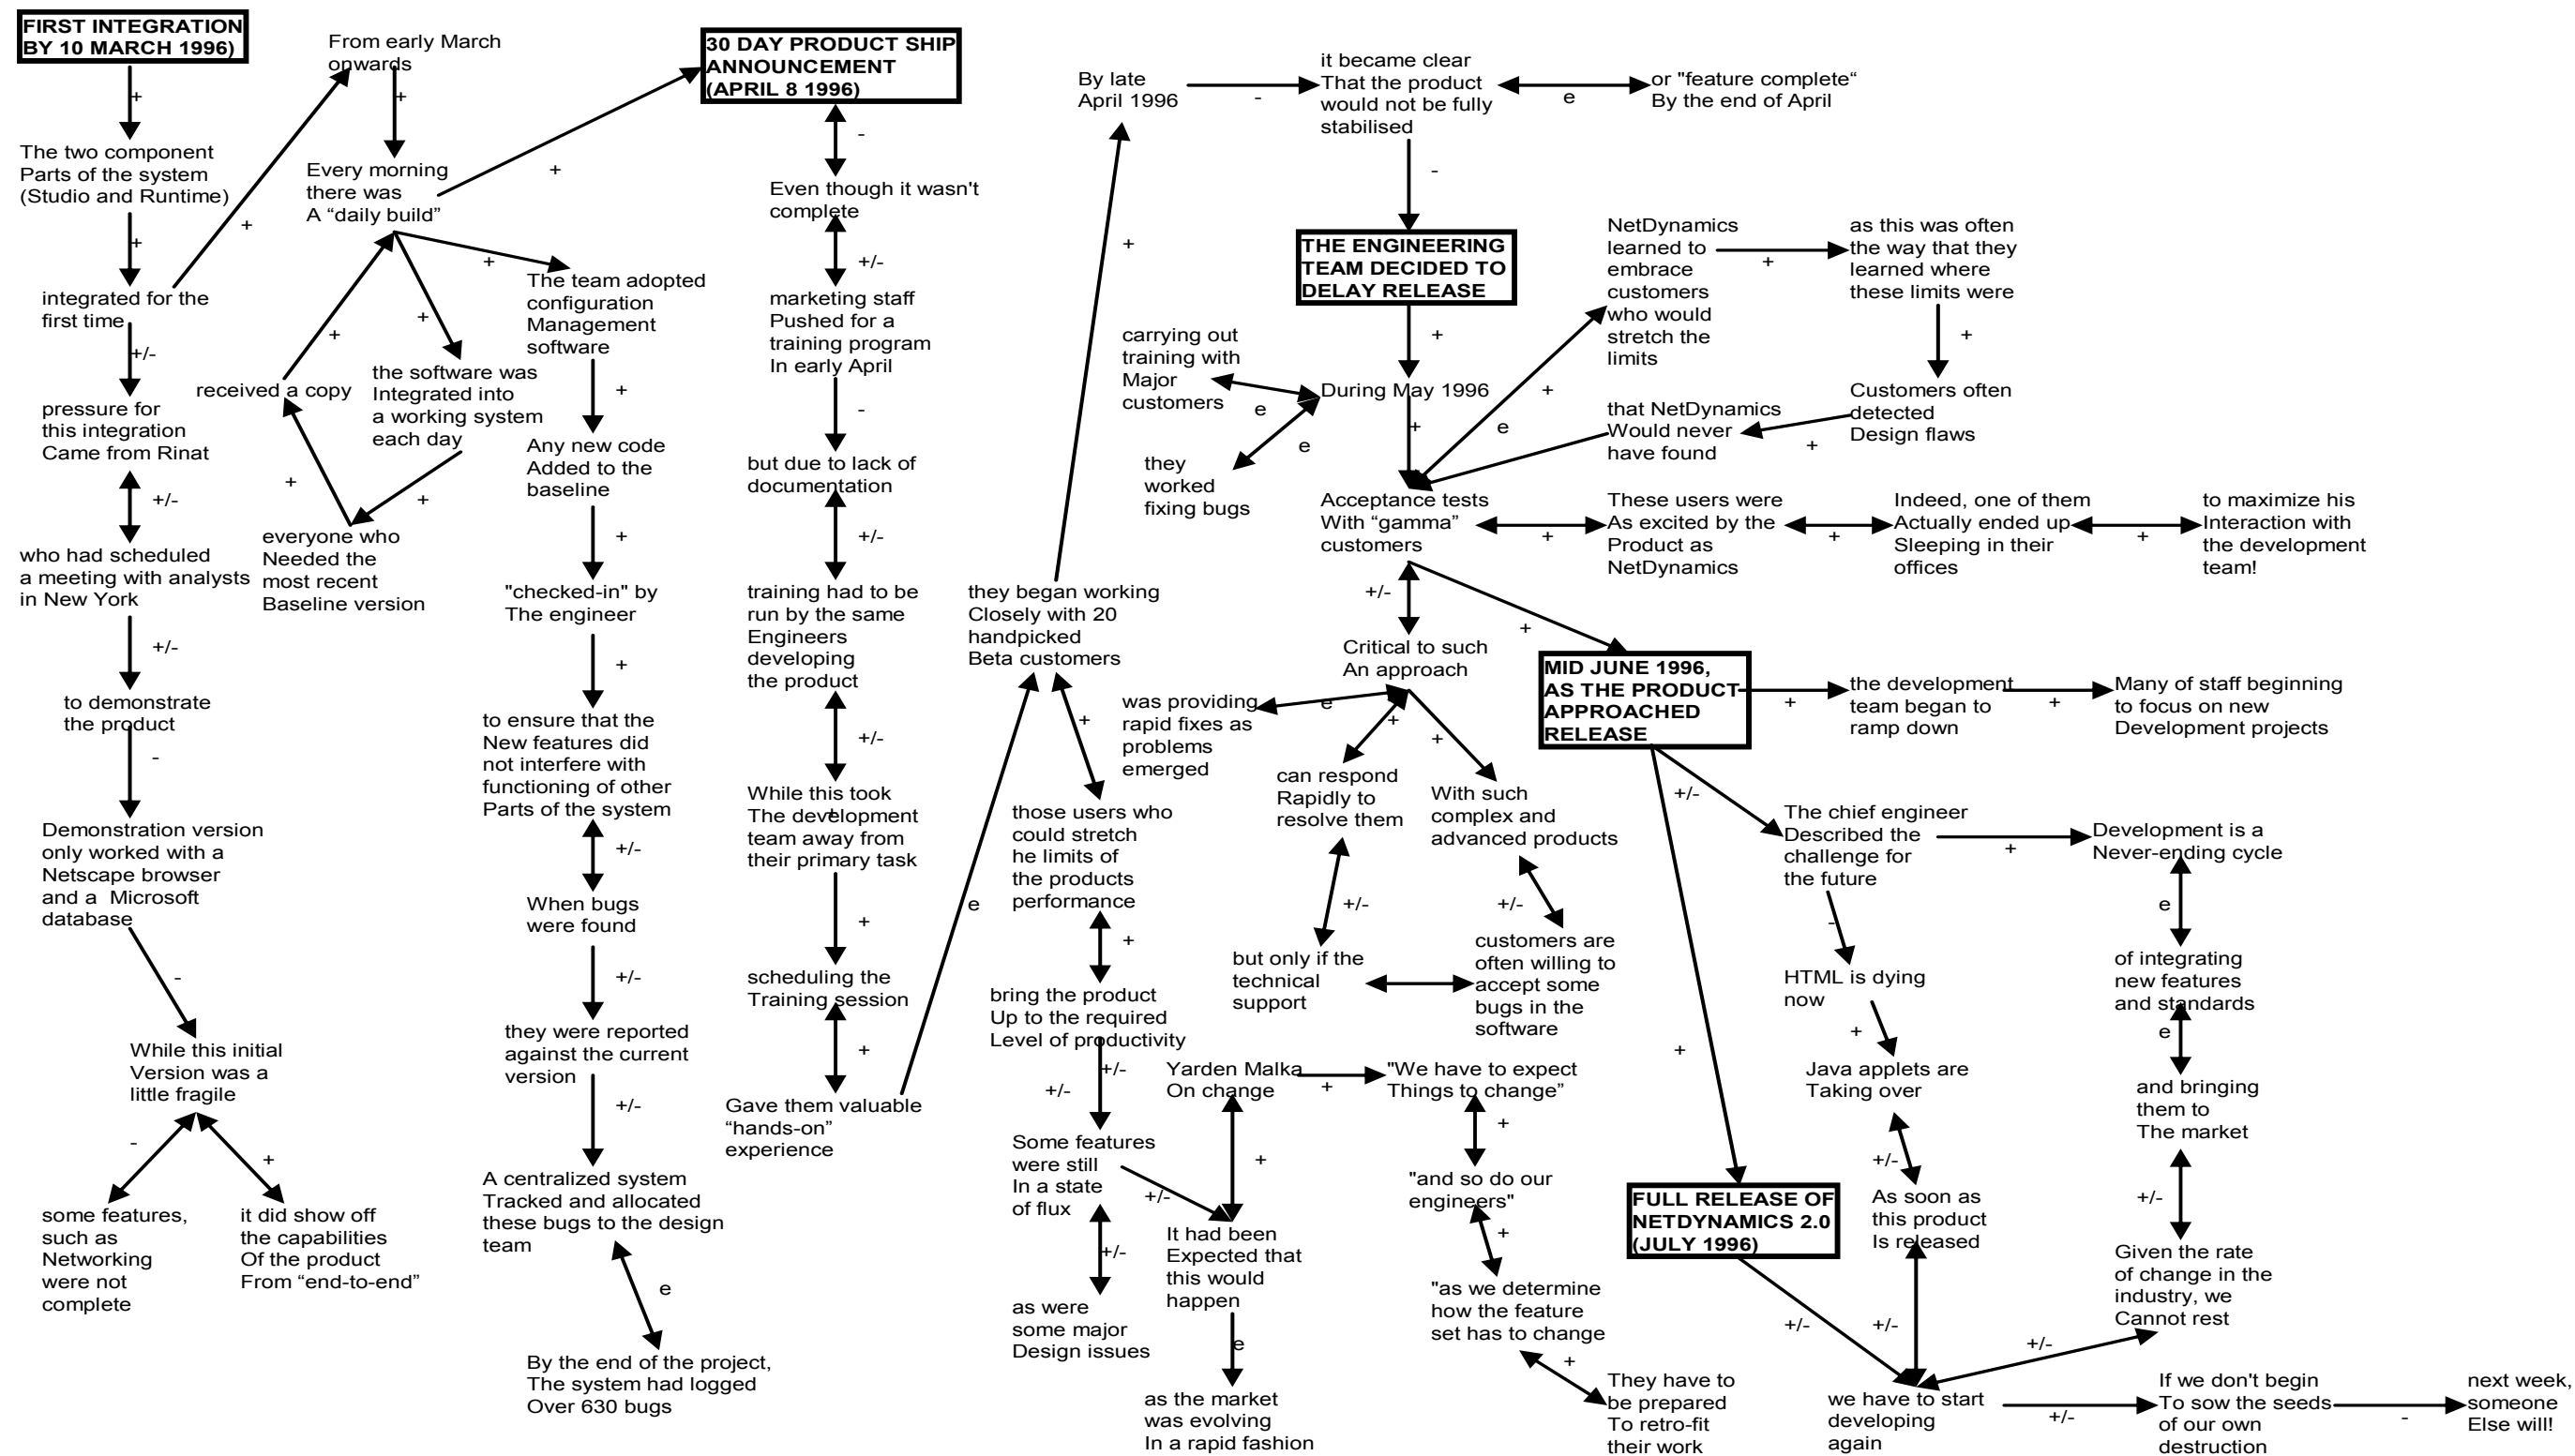 FIRST INTEGRATION
BY 10 MARCH 1996)
+
The two component
Parts of the system
(Studio and Runtime)
+
integrated for the
first time
+/-
pressure for
this integration
Came from Rinat
+/-
who had scheduled
a meeting with analysts
in New York
+/-
to demonstrate
the product
-
Demonstration version
only worked with a
Netscape browser
and a Microsoft
database
-
While this initial
Version was a
little fragile
-
+
some features,
such as
Networking
were not
complete
it did show off
the capabilities
Of the product
From “end-to-end”
+
From early March
onwards
+
Every morning
there was
A “daily build”
+
+
+
+
received a copy
the software was
Integrated into
a working system
each day
+
+
everyone who
Needed the
most recent
Baseline version
The team adopted
configuration
Management
software
+
Any new code
Added to the
baseline
+
"checked-in" by
The engineer
+
to ensure that the
New features did
not interfere with
functioning of other
Parts of the system
+/-
When bugs
were found
+/-
they were reported
against the current
version
+/-
A centralized system
Tracked and allocated
these bugs to the design
team
e
By the end of the project,
The system had logged
Over 630 bugs
30 DAY PRODUCT SHIP
ANNOUNCEMENT
(APRIL 8 1996)
-
Even though it wasn't
complete
+/-
marketing staff
Pushed for a
training program
In early April
-
but due to lack of
documentation
+/-
training had to be
run by the same
Engineers
developing
the product
+/-
While this took
The development
team away from
their primary task
+
+
scheduling the
Training session
+
Gave them valuable
“hands-on”
experience
e
they began working
Closely with 20
handpicked
Beta customers
+
+
those users who
could stretch
he limits of
the products
performance
+
bring the product
Up to the required
Level of productivity
+/-
+/-
Some features
were still
In a state
of flux
+/-
+/-
as were
some major
Design issues
It had been
Expected that
this would
happen
e
as the market
was evolving
In a rapid fashion
+
Yarden Malka
On change
+
"We have to expect
Things to change”
+
"and so do our
engineers"
+
"as we determine
how the feature
set has to change
+
They have to
be prepared
To retro-fit
their work
By late
April 1996
-
it became clear
That the product
would not be fully
stabilised
e
or "feature complete“
By the end of April
-
THE ENGINEERING
TEAM DECIDED TO
DELAY RELEASE
+
During May 1996
carrying out
training with
Major
customers
e
e
they
worked
fixing bugs
+
Acceptance tests
With “gamma”
customers
+
e
NetDynamics
learned to
embrace
customers
who would
stretch the
limits
+
as this was often
the way that they
learned where
these limits were
+
Customers often
detected
Design flaws
+
that NetDynamics
Would never
have found
+
These users were
As excited by the
Product as
NetDynamics
+
Indeed, one of them
Actually ended up
Sleeping in their
offices
+
to maximize his
Interaction with
the development
team!
+/-
+
Critical to such
An approach
e
was providing
rapid fixes as
problems
emerged
+
+
can respond
Rapidly to
resolve them
With such
complex and
advanced products
+/-
+/-
but only if the
technical
support
customers are
often willing to
accept some
bugs in the
software
MID JUNE 1996,
AS THE PRODUCT
APPROACHED
RELEASE
+
the development
team began to
ramp down
+
Many of staff beginning
to focus on new
Development projects
+/-
The chief engineer
Described the
challenge for
the future
+
Development is a
Never-ending cycle
e
of integrating
new features
and standards
e
and bringing
them to
The market
+/-
Given the rate
of change in the
industry, we
Cannot rest
+/-
-
HTML is dying
now
+
Java applets are
Taking over
+/-
As soon as
this product
Is released
+/-
+
FULL RELEASE OF
NETDYNAMICS 2.0
(JULY 1996)
+/-
we have to start
developing
again
+/-
If we don't begin
To sow the seeds
of our own
destruction
-
next week,
someone
Else will!